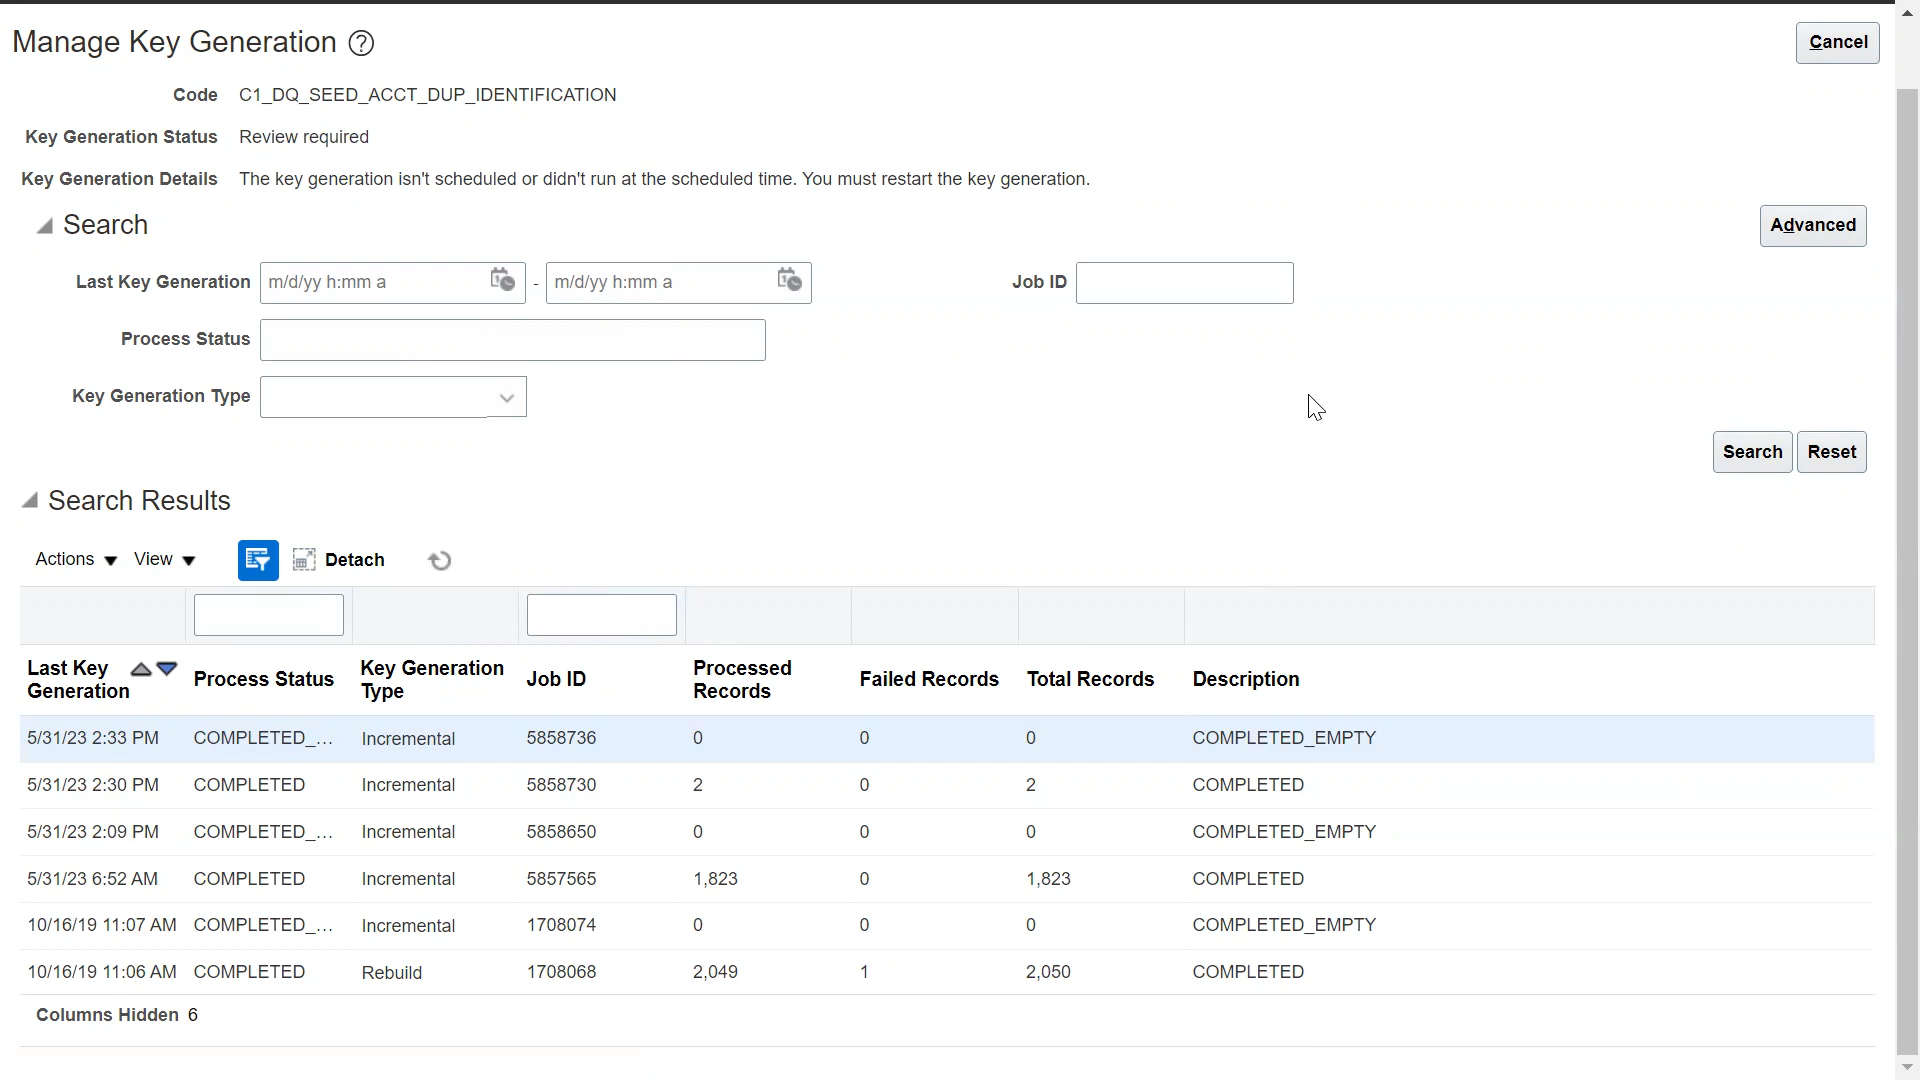 Manage Key Generation
Cancel
Code C1_DQ_SEED_ACCT_DUP_IDENTIFICATION
Key Generation Status Review required
Key Generation Details The key generation isn't scheduled or didn't run at the scheduled time. You must restart the key generation.
Search
Advanced
Last Key Generation m/d/yy h:mm a - m/d/yy h:mm a Job ID
Process Status
Key Generation Type
Search Reset
Search Results
Actions View Detach
Last Key Generation Process Status Key Generation Type Job ID Processed Records Failed Records Total Records Description
5/31/23 2:33 PM COMPLETED_... Incremental 5858736 0 0 0 COMPLETED_EMPTY
5/31/23 2:30 PM COMPLETED Incremental 5858730 2 0 2 COMPLETED
5/31/23 2:09 PM COMPLETED_... Incremental 5858650 0 0 0 COMPLETED_EMPTY
5/31/23 6:52 AM COMPLETED Incremental 5857565 1,823 0 1,823 COMPLETED
10/16/19 11:07 AM COMPLETED_... Incremental 1708074 0 0 0 COMPLETED_EMPTY
10/16/19 11:06 AM COMPLETED Rebuild 1708068 2,049 1 2,050 COMPLETED
Columns Hidden 6